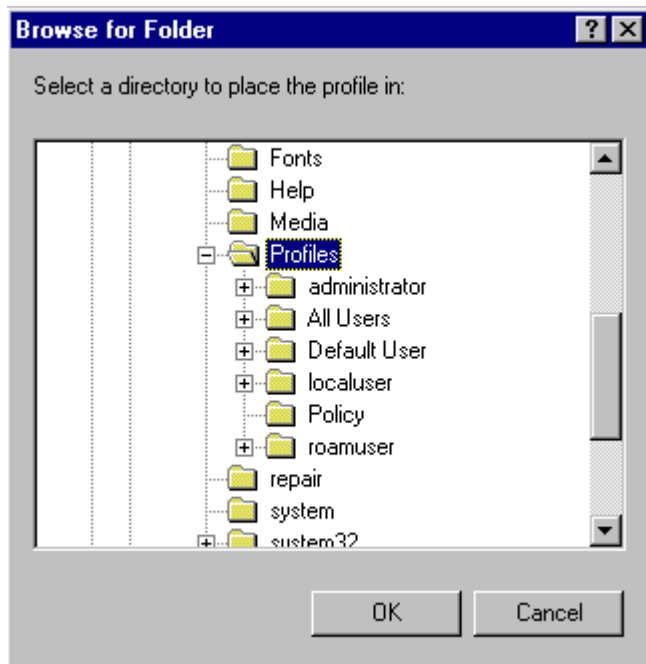 Browse for Folder
Select a directory to place the profile in:
Fonts
Help
Media
Profiles
administrator
All Users
Default User
localuser
Policy
roamuser
repair
system
system32
OK Cancel